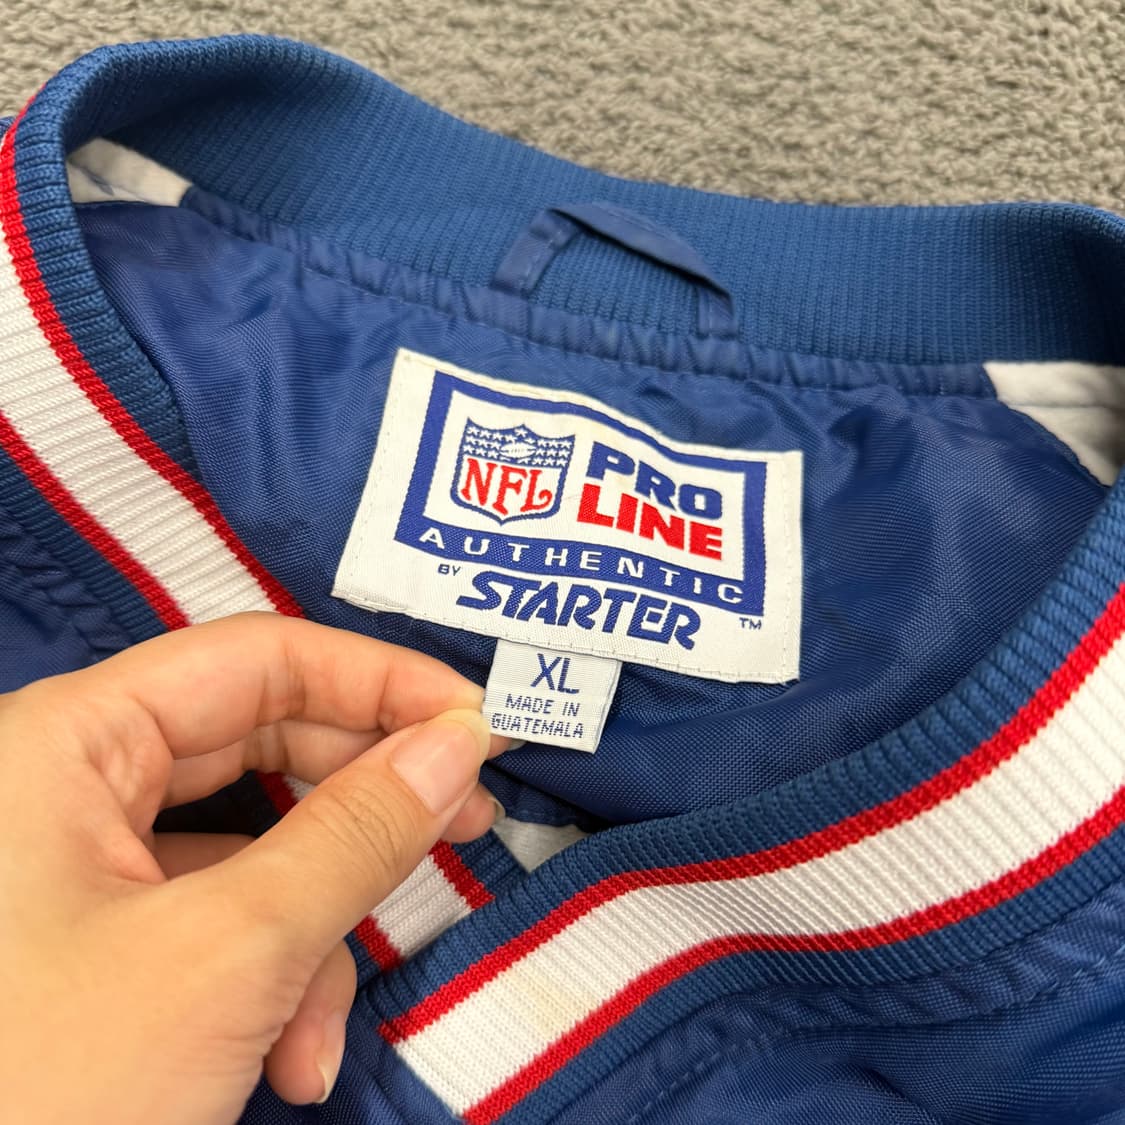 NFL
PRO
LINE
AUTHENTIC
BY STARTER ™
XL
MADE IN
GUATEMALA